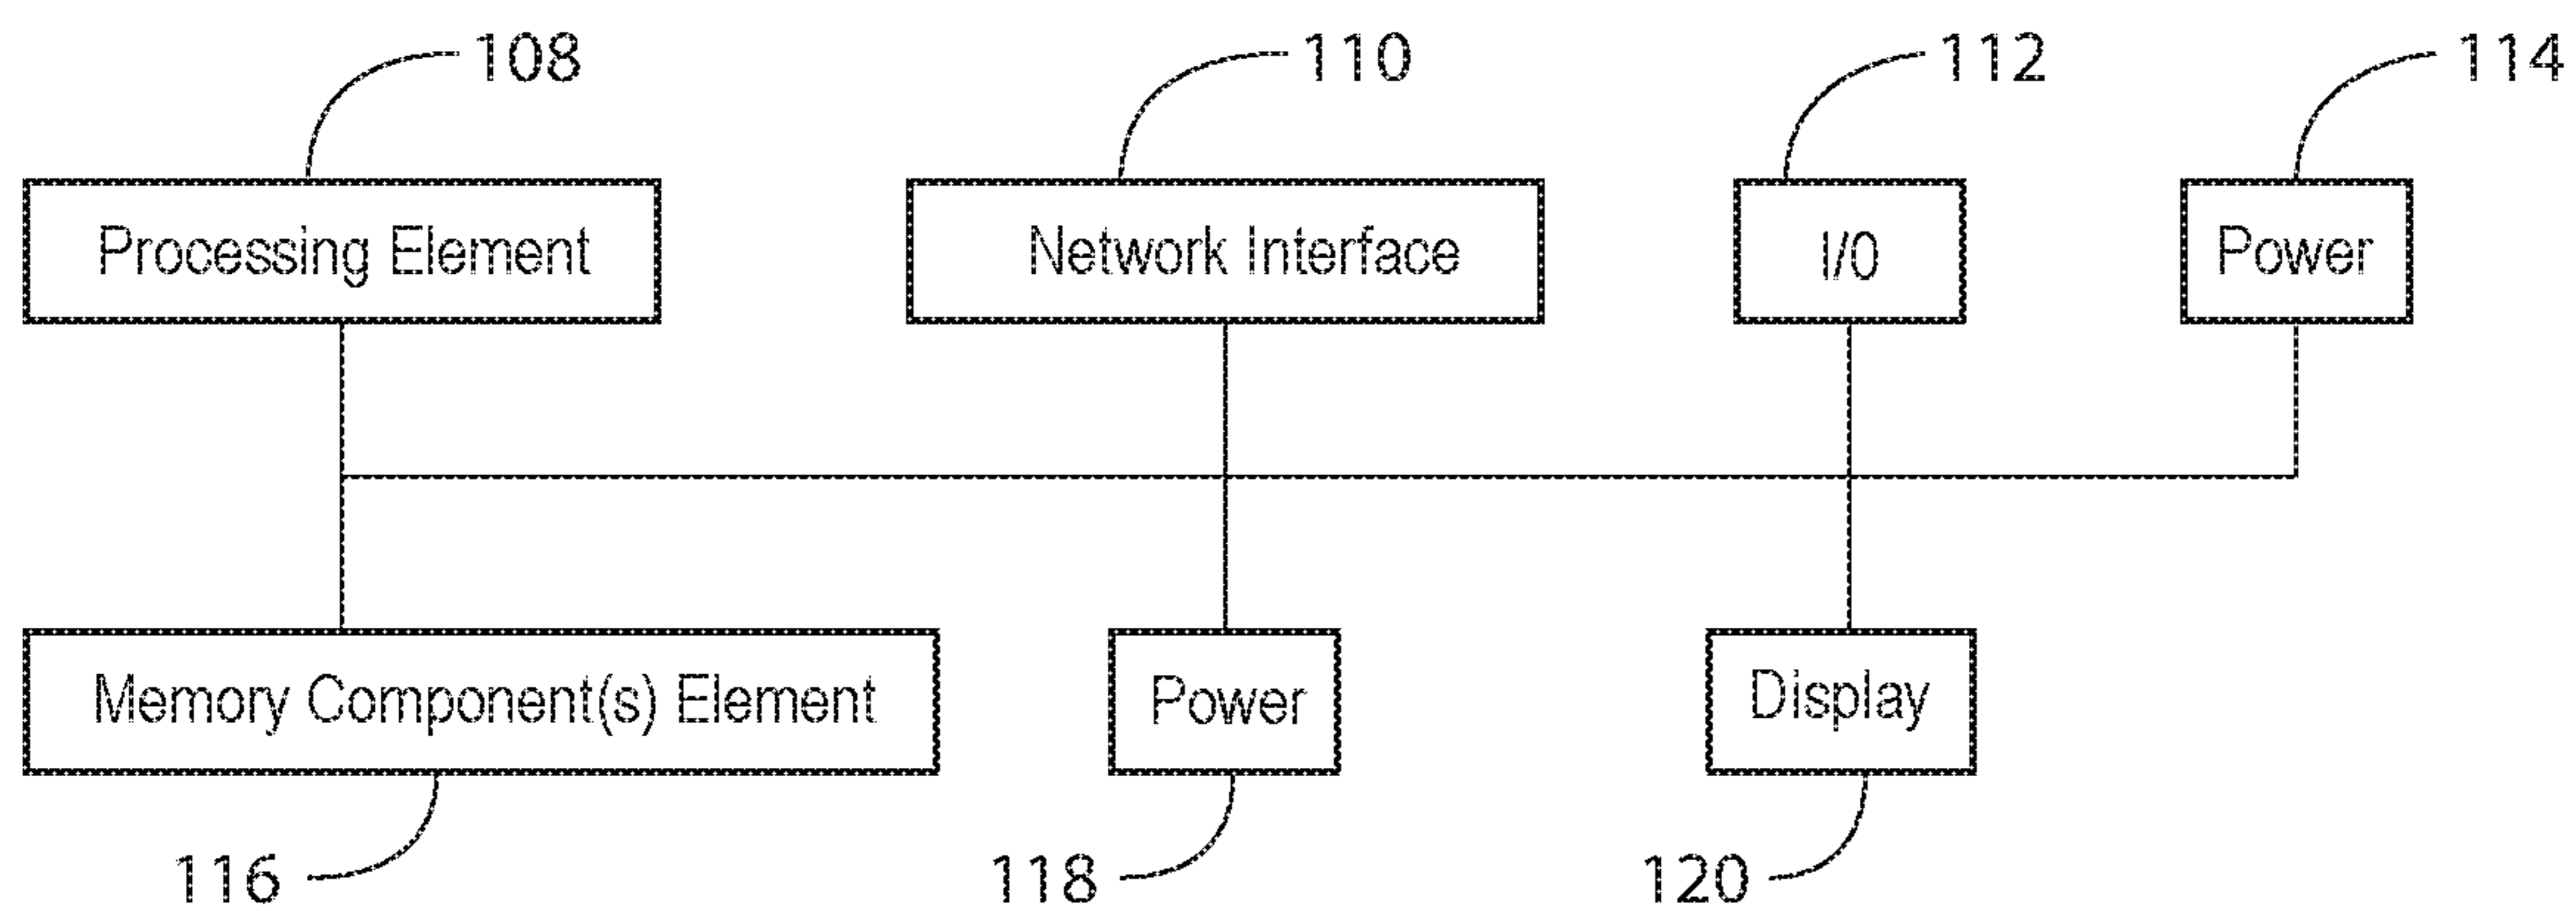 108
110
112
114
Processing Element
Network Interface
I/0
Power
Memory Component(s) Element
Power
Display
116
118
120